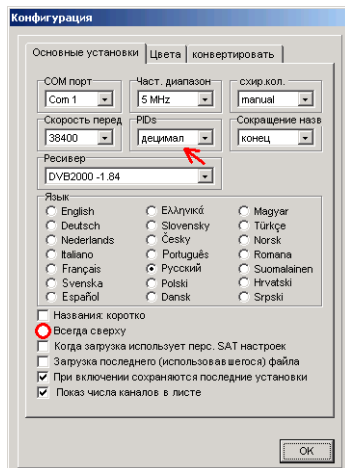 Конфигурация
Основные установки Цвета конвертировать
COM порт Част. диапазон схир.кол.
Com 1 5 MHz manual
Скорость перед PIDs Сокращение назв
38400 децимал конец
Ресивер
DVB2000 -1.84
Язык
English Ελληνικά Magyar
Deutsch Slovensky Türkçe
Nederlands Česky Norsk
Italiano Português Romana
Français Русский Suomalainen
Svenska Polski Hrvatski
Español Dansk Srpski
Названия: коротко
Всегда сверху
Когда загрузка использует перс. SAT настроек
Загрузка последнего (использовавшегося) файла
При включении сохраняются последние установки
Показ числа каналов в листе
OK